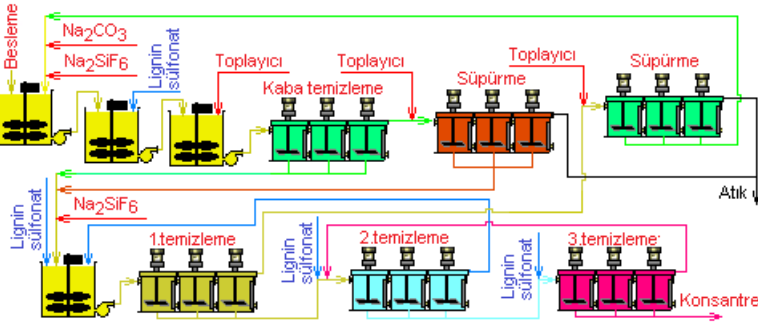 Besleme
Na2CO3
Na2SiF6
Lignin
sülfonat
Toplayıcı
Kaba temizleme
Toplayıcı
Süpürme
Toplayıcı
Süpürme
Atık
Lignin
sülfonat
Na2SiF6
1.temizleme
Lignin
sülfonat
2.temizleme
Lignin
sülfonat
3.temizleme
Konsantre